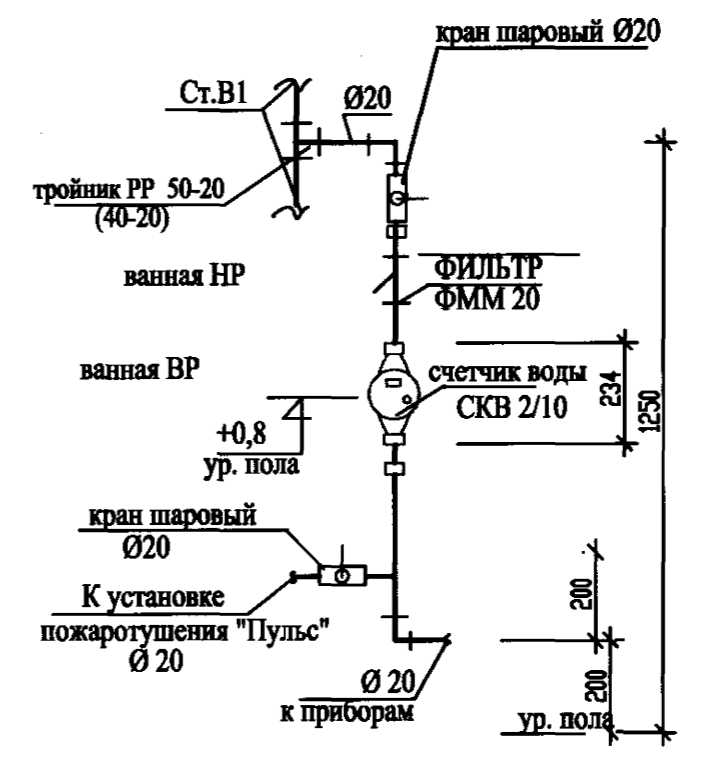 кран шаровый Ø20
Ст.В1
Ø20
тройник РР 50-20
(40-20)
ванная НР
ФИЛЬТР
ФММ 20
ванная ВР
счетчик воды
СКВ 2/10
234
1250
+0,8
ур. пола
кран шаровый
Ø20
К установке
пожаротушения "Пульс"
Ø 20
200
Ø 20
к приборам
200
ур. пола